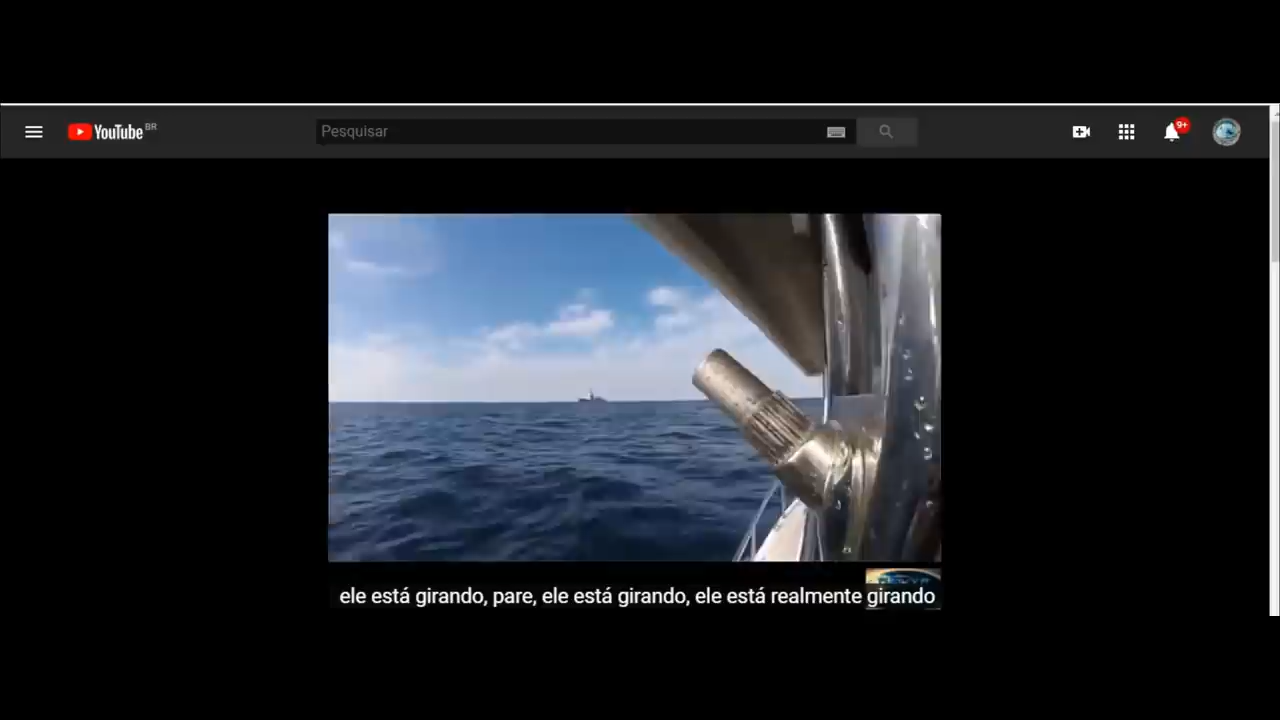 YouTube BR
Pesquisar
9+
ele está girando, pare, ele está girando, ele está realmente girando